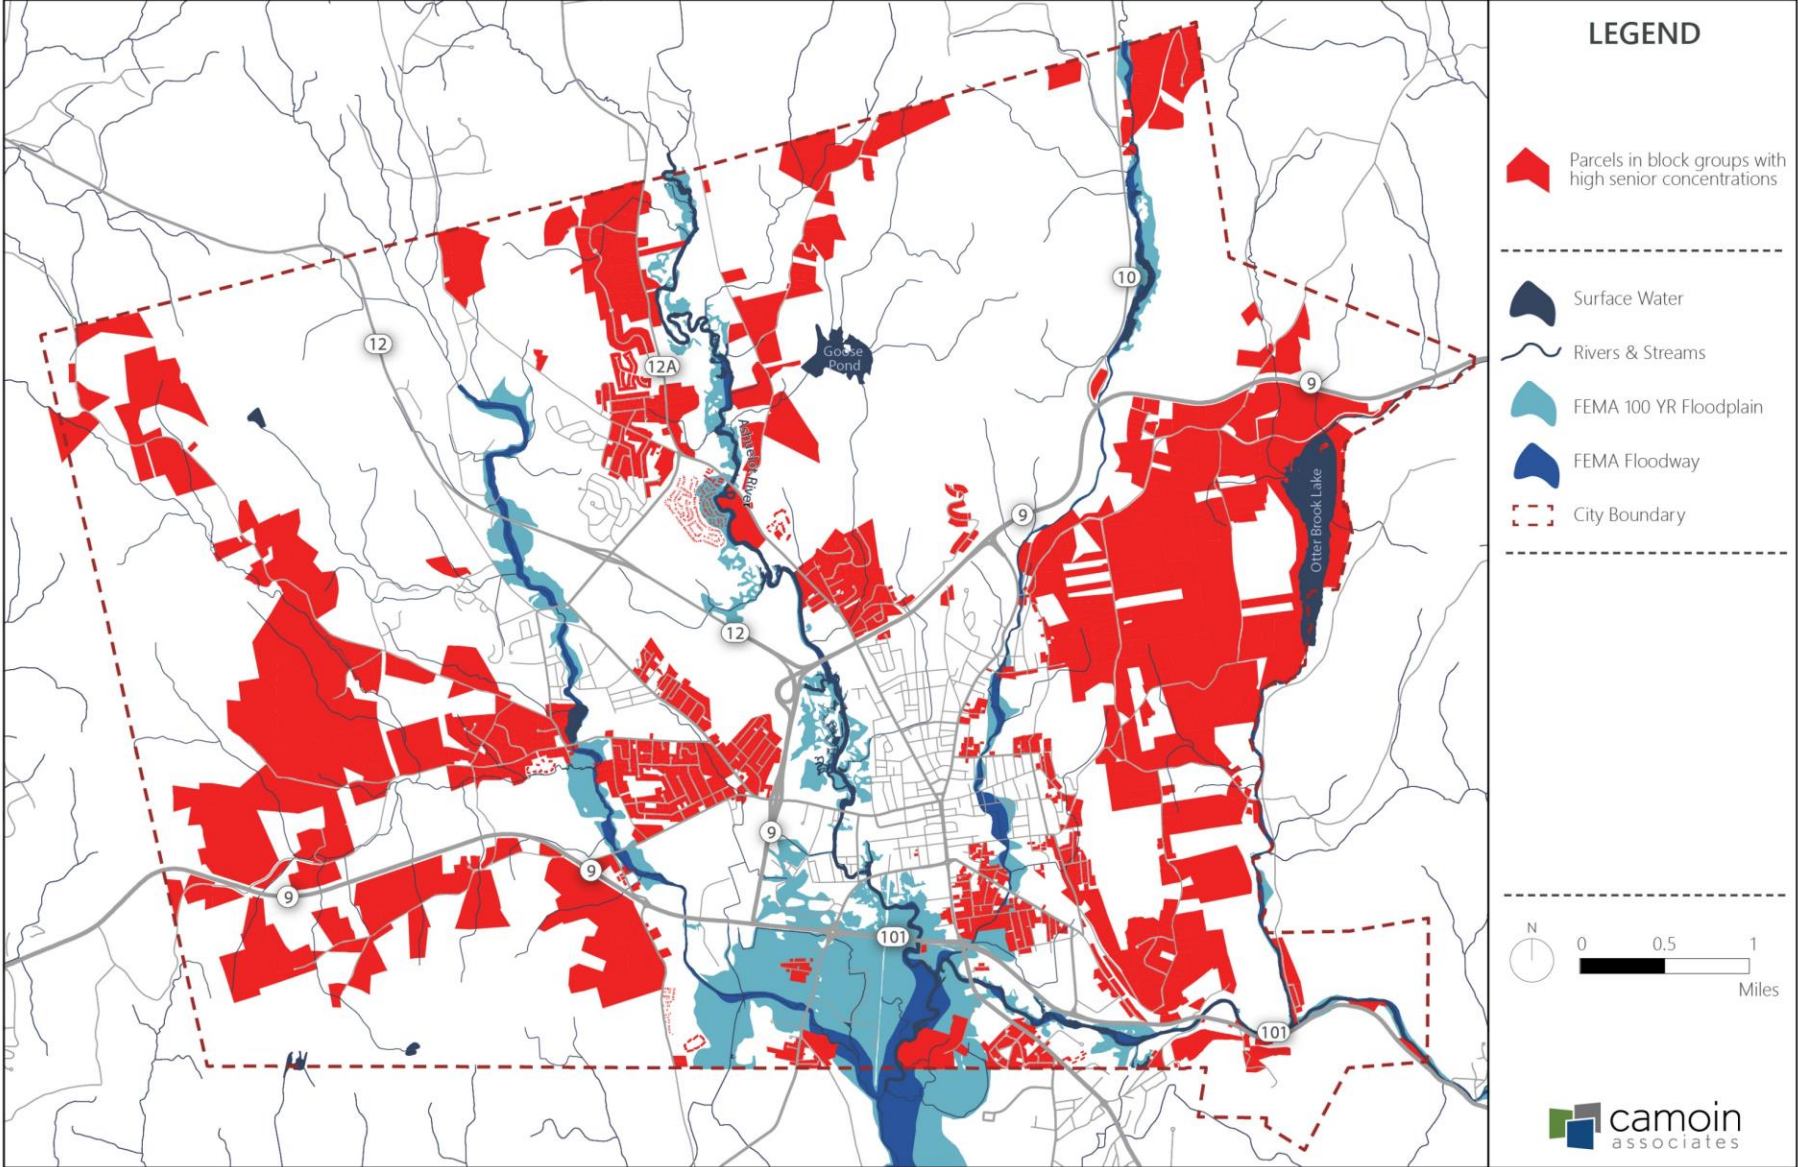 LEGEND
Parcels in block groups with
high senior concentrations
Surface Water
Rivers & Streams
FEMA 100 YR Floodplain
FEMA Floodway
City Boundary
N
0 0.5 1
Miles
camoin
associates
10
12
12A
Goose
Pond
9
Ashuelot River
9
Otter Brook Lake
12
9
9
9
101
101